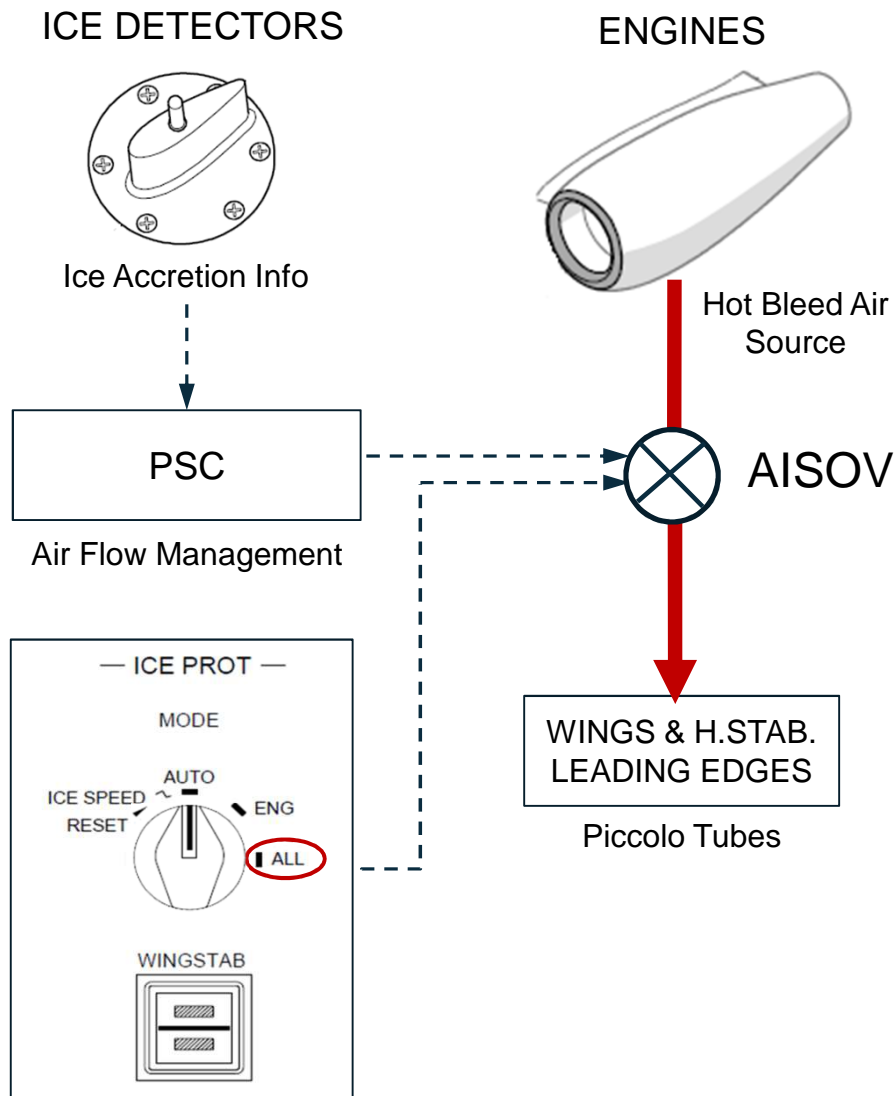 ICE DETECTORS
ENGINES
Ice Accretion Info
Hot Bleed Air
Source
PSC
AISOV
Air Flow Management
— ICE PROT —
MODE
AUTO
ICE SPEED ~
RESET
ENG
ALL
WINGSTAB
WINGS & H.STAB.
LEADING EDGES
Piccolo Tubes